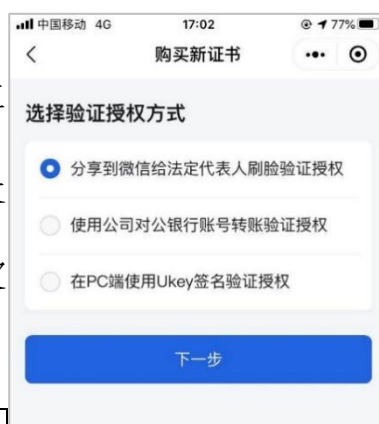 中国移动 4G 17:02 77%
购买新证书
选择验证授权方式
分享到微信给法定代表人刷脸验证授权
使用公司对公银行账号转账验证授权
在PC端使用Ukey签名验证授权
下一步